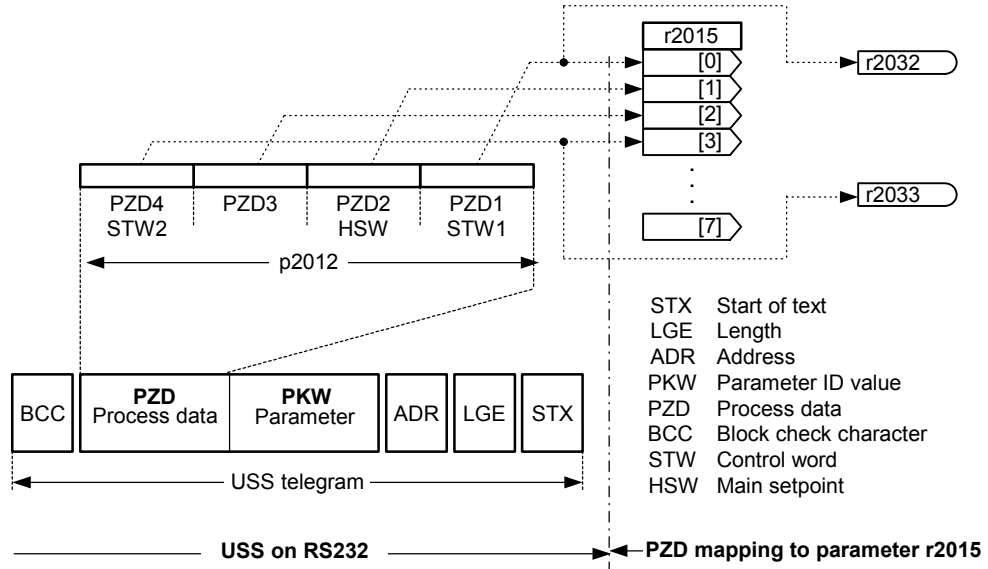 r2015
[0]
r2032
[1]
[2]
[3]
PZD4 PZD3 PZD2 PZD1
STW2 HSW STW1
r2033
[7]
p2012
STX Start of text
LGE Length
ADR Address
PKW Parameter ID value
PZD Process data
BCC Block check character
STW Control word
HSW Main setpoint
BCC PZD PKW ADR LGE STX
Process data Parameter
USS telegram
USS on RS232 PZD mapping to parameter r2015